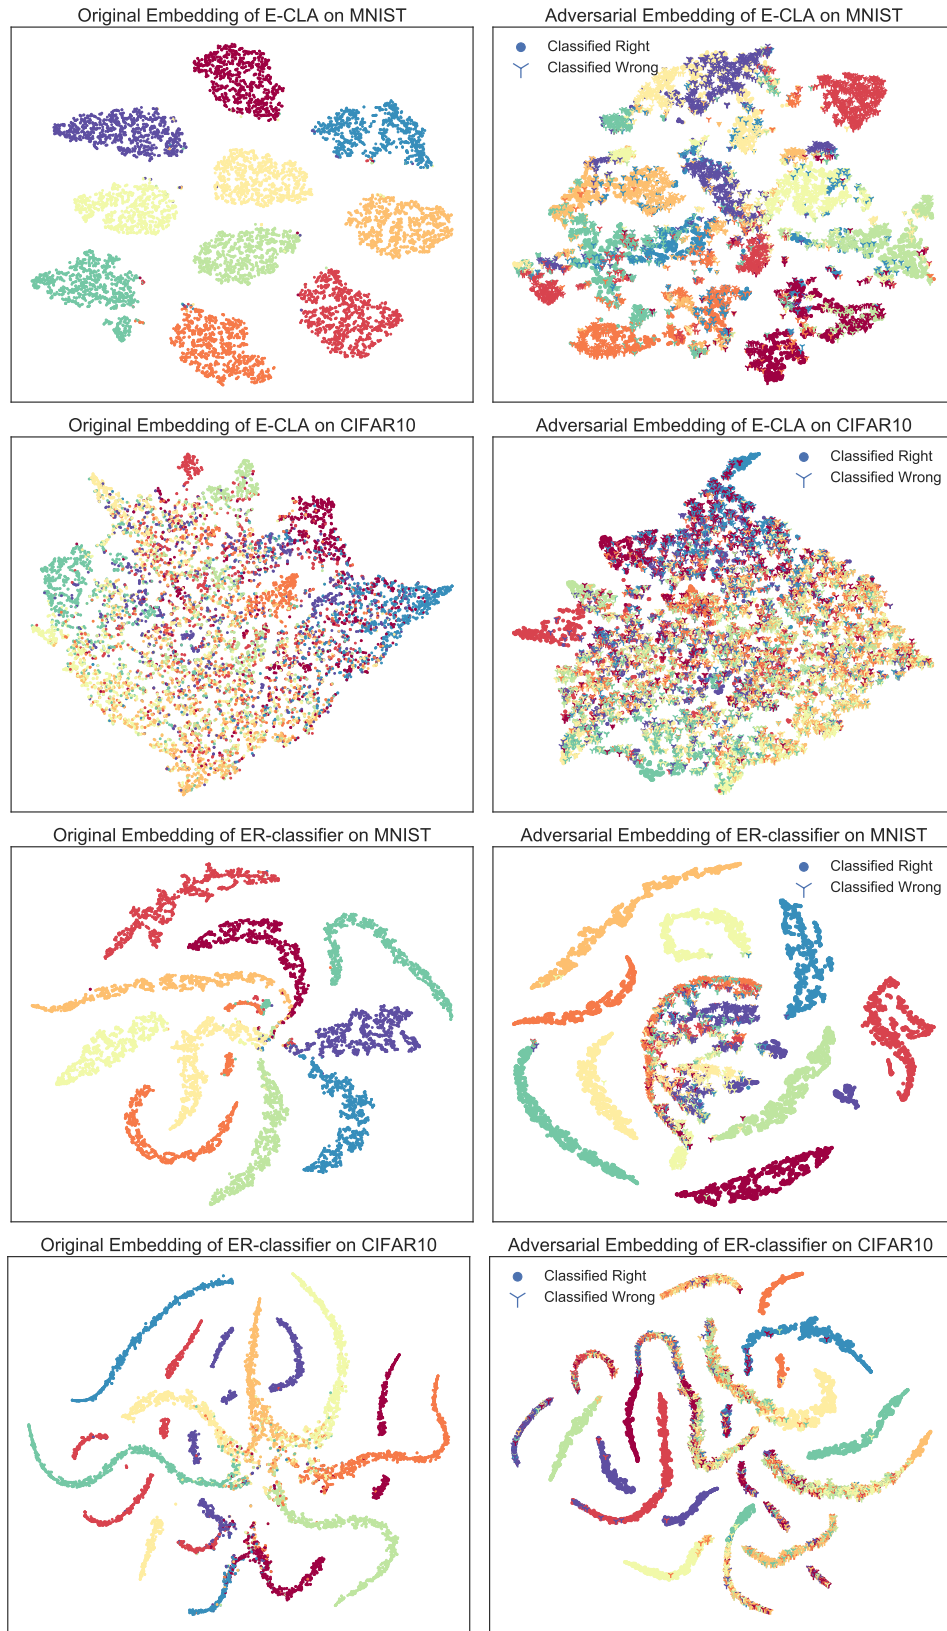 Original Embedding of E-CLA on MNIST
Adversarial Embedding of E-CLA on MNIST
Classified Right
Classified Wrong
Original Embedding of E-CLA on CIFAR10
Adversarial Embedding of E-CLA on CIFAR10
Classified Right
Classified Wrong
Original Embedding of ER-classifier on MNIST
Adversarial Embedding of ER-classifier on MNIST
Classified Right
Classified Wrong
Original Embedding of ER-classifier on CIFAR10
Adversarial Embedding of ER-classifier on CIFAR10
Classified Right
Classified Wrong